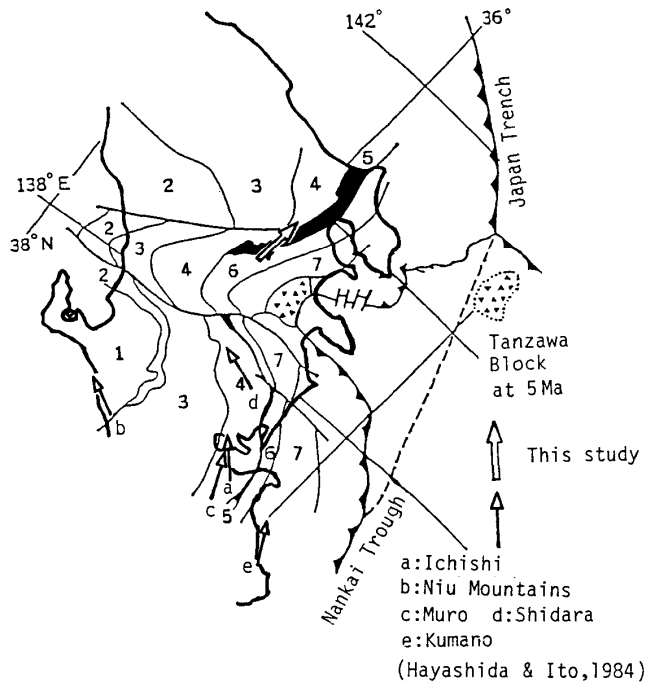 142°
36°
Japan Trench
5
2
3
4
138°E
38°N
2
3
2
4
6
7
1
3
4
7
d
b
a
c
5
6
7
e
Tanzawa
Block
at 5Ma
This study
Nankai Trough
a:Ichishi
b:Niu Mountains
c:Muro d:Shidara
e:Kumano
(Hayashida & Ito,1984)